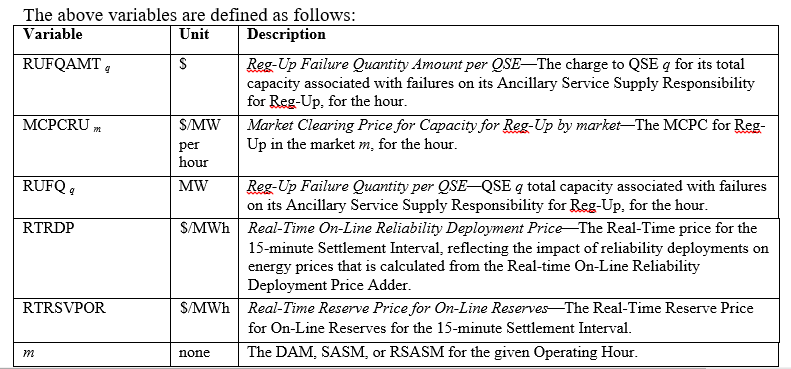 The above variables are defined as follows:
Variable Unit Description
RUFQAMT q $ Reg-Up Failure Quantity Amount per QSE—The charge to QSE q for its total
capacity associated with failures on its Ancillary Service Supply Responsibility
for Reg-Up, for the hour.
MCPCRU m $/MW per hour Market Clearing Price for Capacity for Reg-Up by market—The MCPC for Reg-
Up in the market m, for the hour.
RUFQ q MW Reg-Up Failure Quantity per QSE—QSE q total capacity associated with failures
on its Ancillary Service Supply Responsibility for Reg-Up, for the hour.
RTRDP $/MWh Real-Time On-Line Reliability Deployment Price—The Real-Time price for the
15-minute Settlement Interval, reflecting the impact of reliability deployments on
energy prices that is calculated from the Real-time On-Line Reliability
Deployment Price Adder.
RTRSVPOR $/MWh Real-Time Reserve Price for On-Line Reserves—The Real-Time Reserve Price
for On-Line Reserves for the 15-minute Settlement Interval.
m none The DAM, SASM, or RSASM for the given Operating Hour.